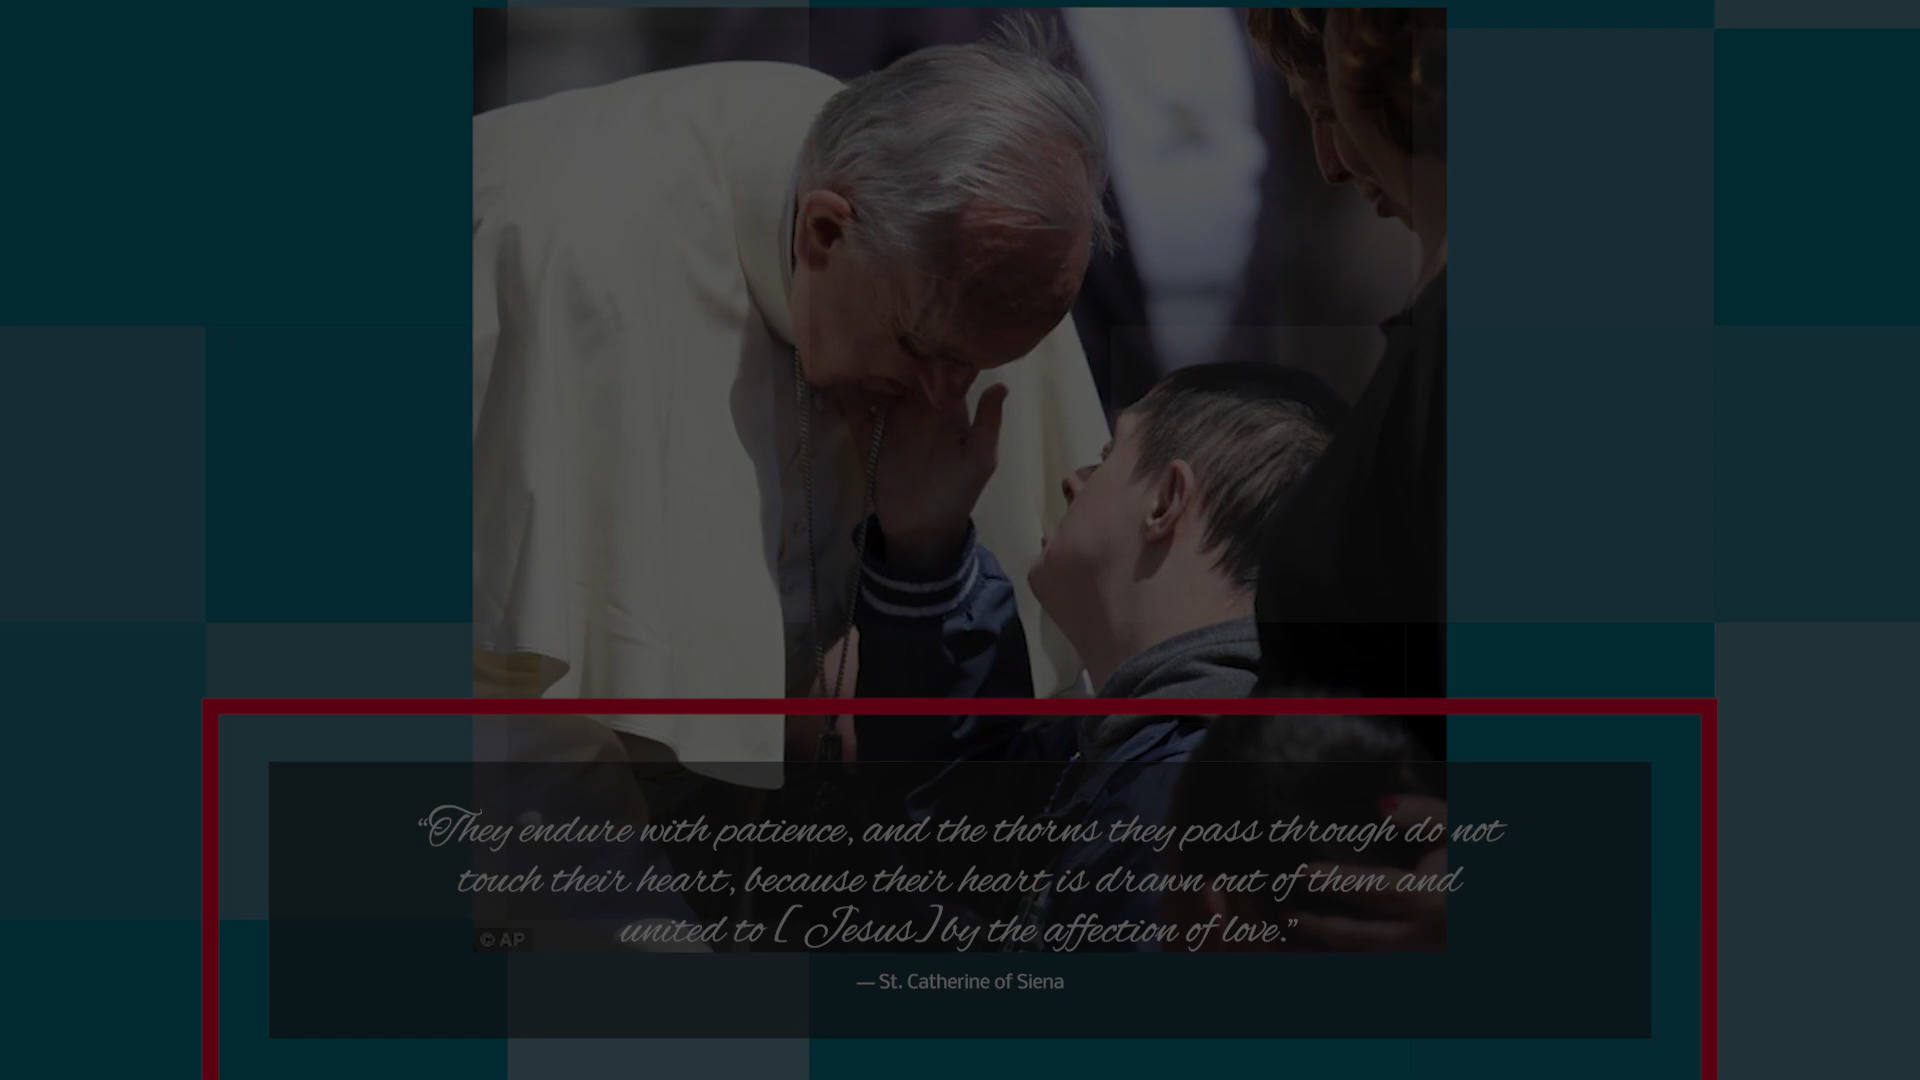 “They endure with patience, and the thorns they pass through do not
touch their heart, because their heart is drawn out of them and
united to [ Jesus] by the affection of love.”
© AP
— St. Catherine of Siena